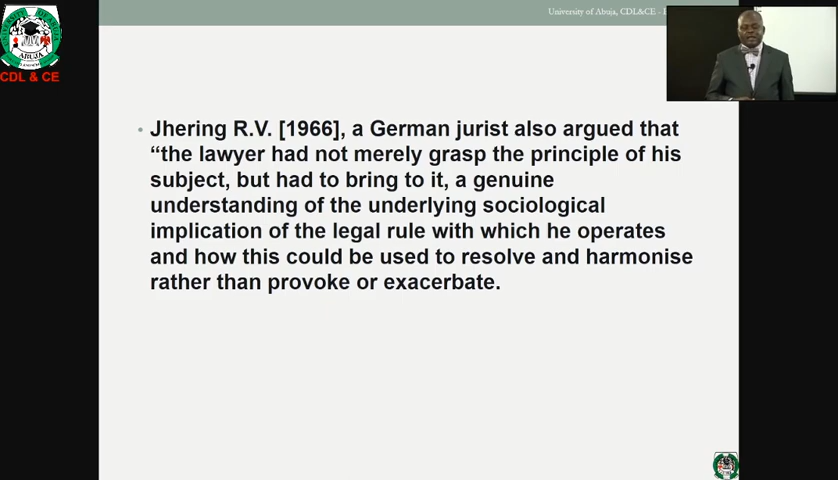 University of Abuja, CDL&CE -
CDL & CE
• Jhering R.V. [1966], a German jurist also argued that
“the lawyer had not merely grasp the principle of his
subject, but had to bring to it, a genuine
understanding of the underlying sociological
implication of the legal rule with which he operates
and how this could be used to resolve and harmonise
rather than provoke or exacerbate.